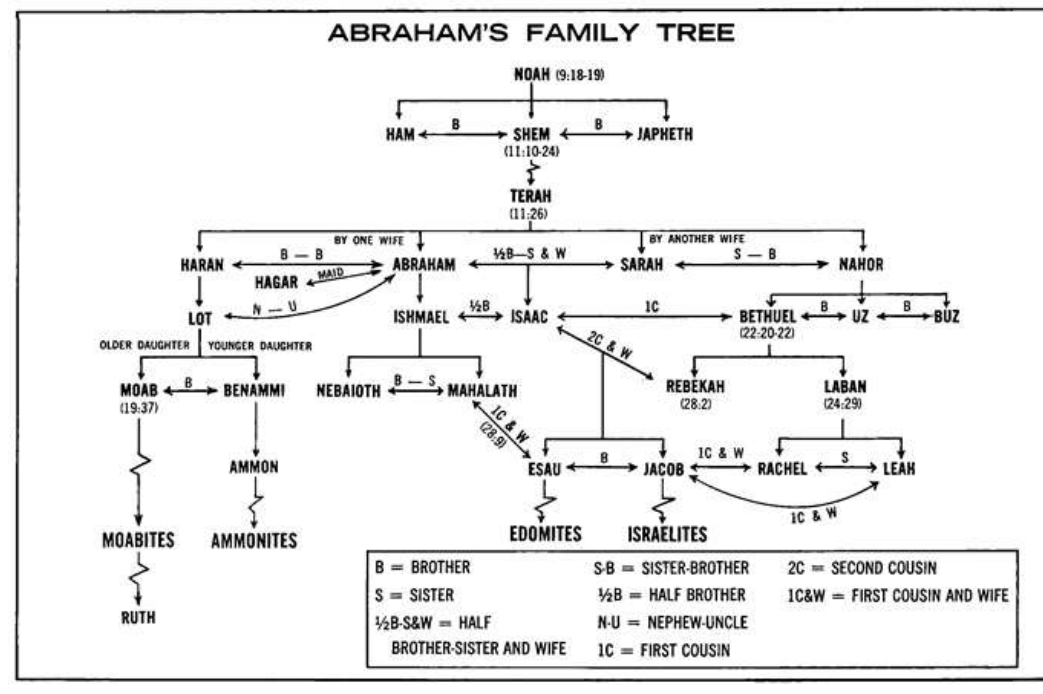 ABRAHAM'S FAMILY TREE
NOAH (9:18-19)
HAM B SHEM B JAPHETH
(11:10-24)
TERAH
(11:26)
BY ONE WIFE BY ANOTHER WIFE
HARAN B — B ABRAHAM ½B—S & W SARAH S — B NAHOR
HAGAR MAID
N — U
LOT ISHMAEL ½B ISAAC 1C BETHUEL B UZ B BUZ
(22:20-22)
OLDER DAUGHTER YOUNGER DAUGHTER
2C & W
MOAB B BENAMMI NEBAIOTH B — S MAHALATH REBEKAH LABAN
(19:37) (28:2) (24:29)
1C & W
(28:9)
AMMON ESAU B JACOB 1C & W RACHEL S LEAH
1C & W
MOABITES AMMONITES EDOMITES ISRAELITES
RUTH
B = BROTHER
S = SISTER
½B-S&W = HALF
BROTHER-SISTER AND WIFE
S-B = SISTER-BROTHER
½B = HALF BROTHER
N-U = NEPHEW-UNCLE
1C = FIRST COUSIN
2C = SECOND COUSIN
1C&W = FIRST COUSIN AND WIFE